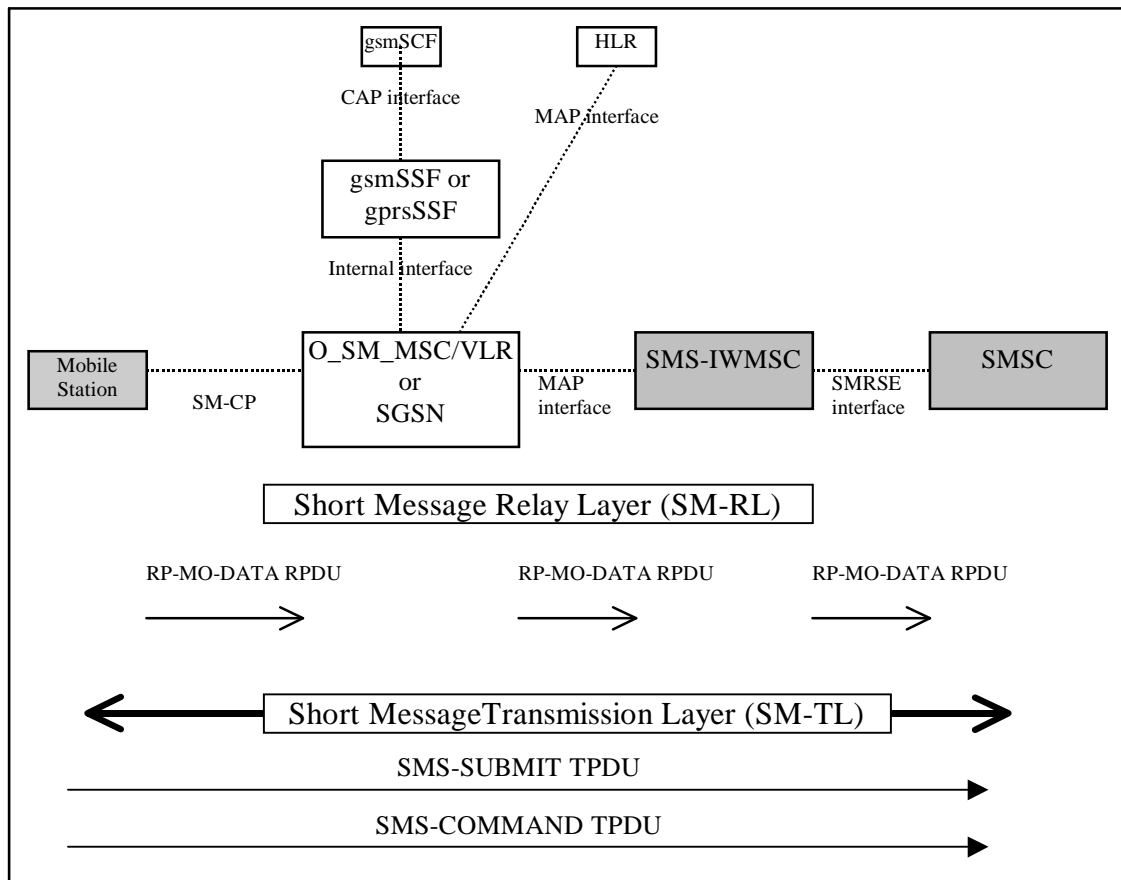 gsmSCF
HLR
CAP interface
MAP interface
gsmSSF or
gprsSSF
Internal interface
Mobile
Station
SM-CP
O_SM_MSC/VLR
or
SGSN
MAP
interface
SMS-IWMSC
SMRSE
interface
SMSC
Short Message Relay Layer (SM-RL)
RP-MO-DATA RPDU
RP-MO-DATA RPDU
RP-MO-DATA RPDU
Short MessageTransmission Layer (SM-TL)
SMS-SUBMIT TPDU
SMS-COMMAND TPDU